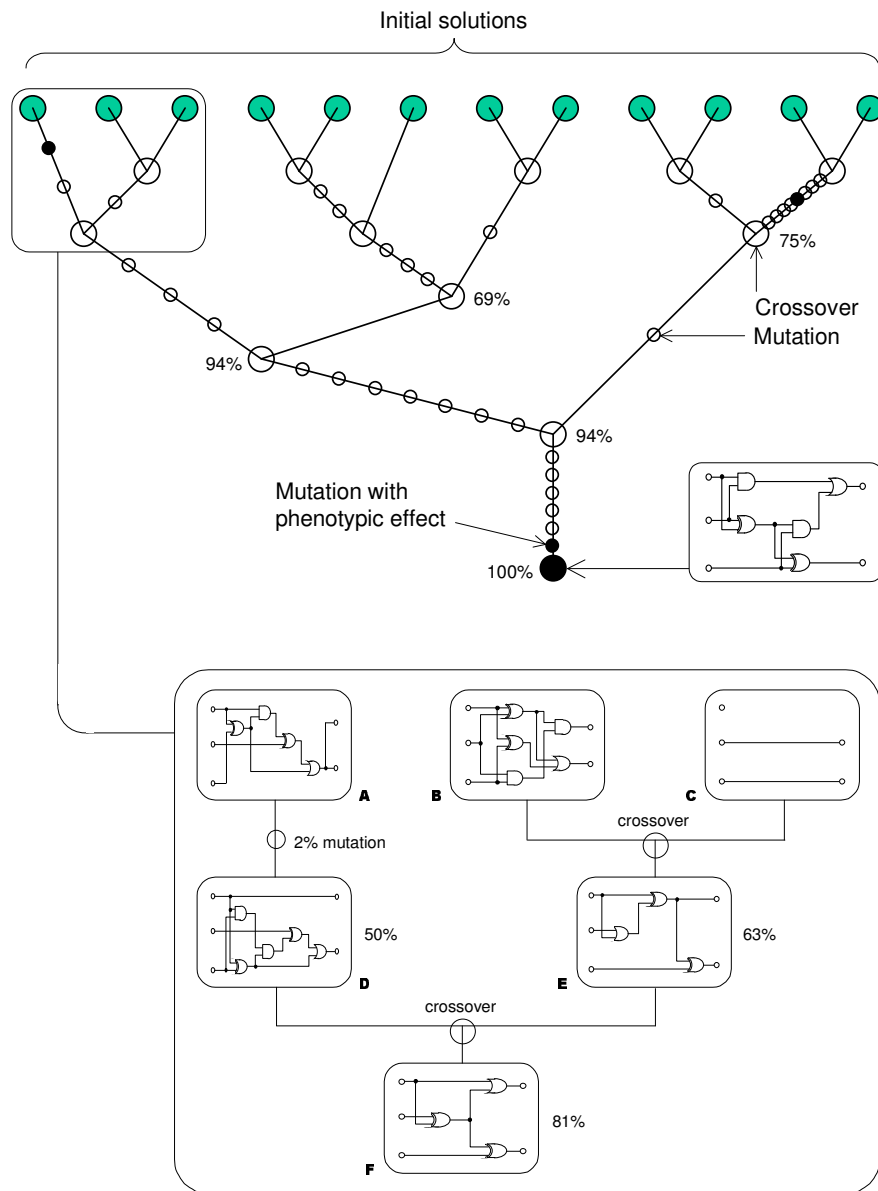 Initial solutions
75%
69%
Crossover
Mutation
94%
94%
Mutation with
phenotypic effect
100%
A
B
C
crossover
2% mutation
50%
63%
D
E
crossover
81%
F